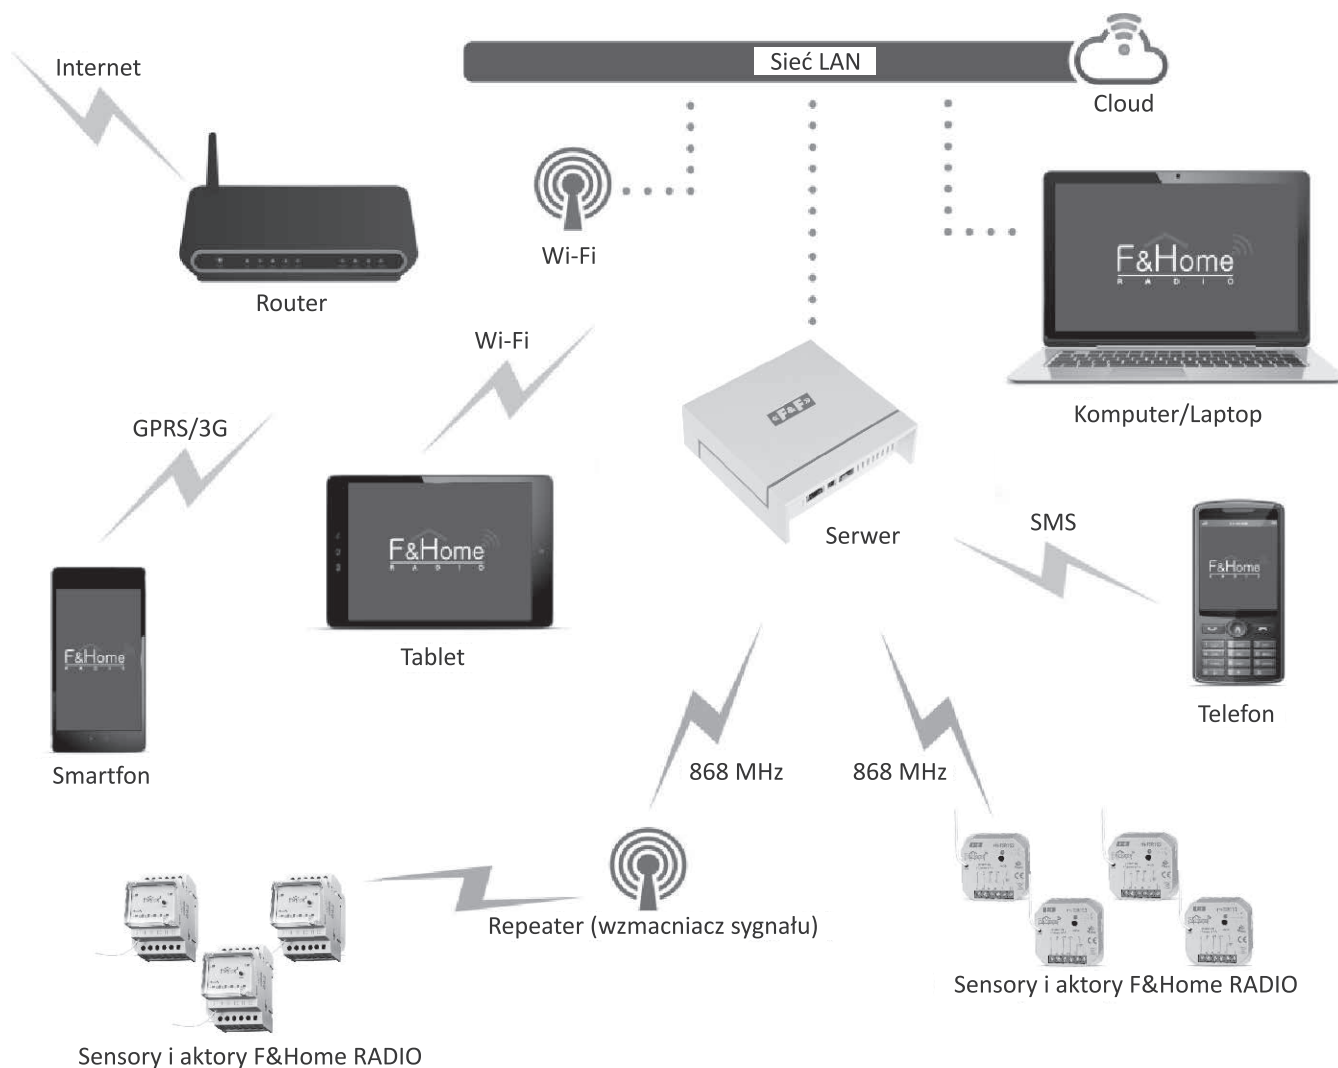 Sieć LAN
Internet
Cloud
Wi-Fi
Router
F&Home
RADIO
Komputer/Laptop
Wi-Fi
GPRS/3G
«F&F»
Serwer
SMS
F&Home
RADIO
Tablet
F&Home
RADIO
Smartfon
F&Home
RADIO
Telefon
868 MHz
868 MHz
Repeater (wzmacniacz sygnału)
Sensory i aktory F&Home RADIO
Sensory i aktory F&Home RADIO